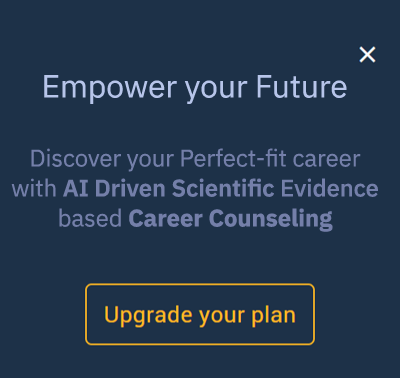 Empower your Future
Discover your Perfect-fit career
with AI Driven Scientific Evidence
based Career Counseling
Upgrade your plan